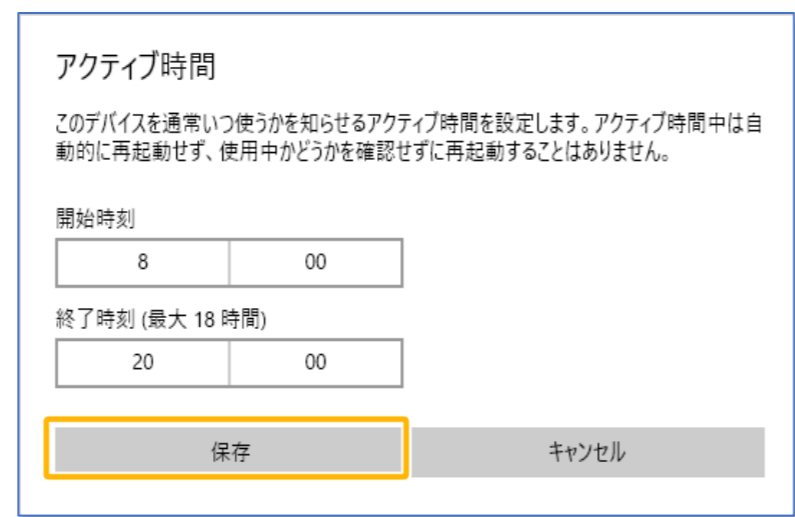 アクティブ時間
このデバイスを通常いつ使うかを知らせるアクティブ時間を設定します。アクティブ時間中は自
動的に再起動せず、使用中かどうかを確認せずに再起動することはありません。
開始時刻
8 00
終了時刻 (最大 18 時間)
20 00
保存 キャンセル